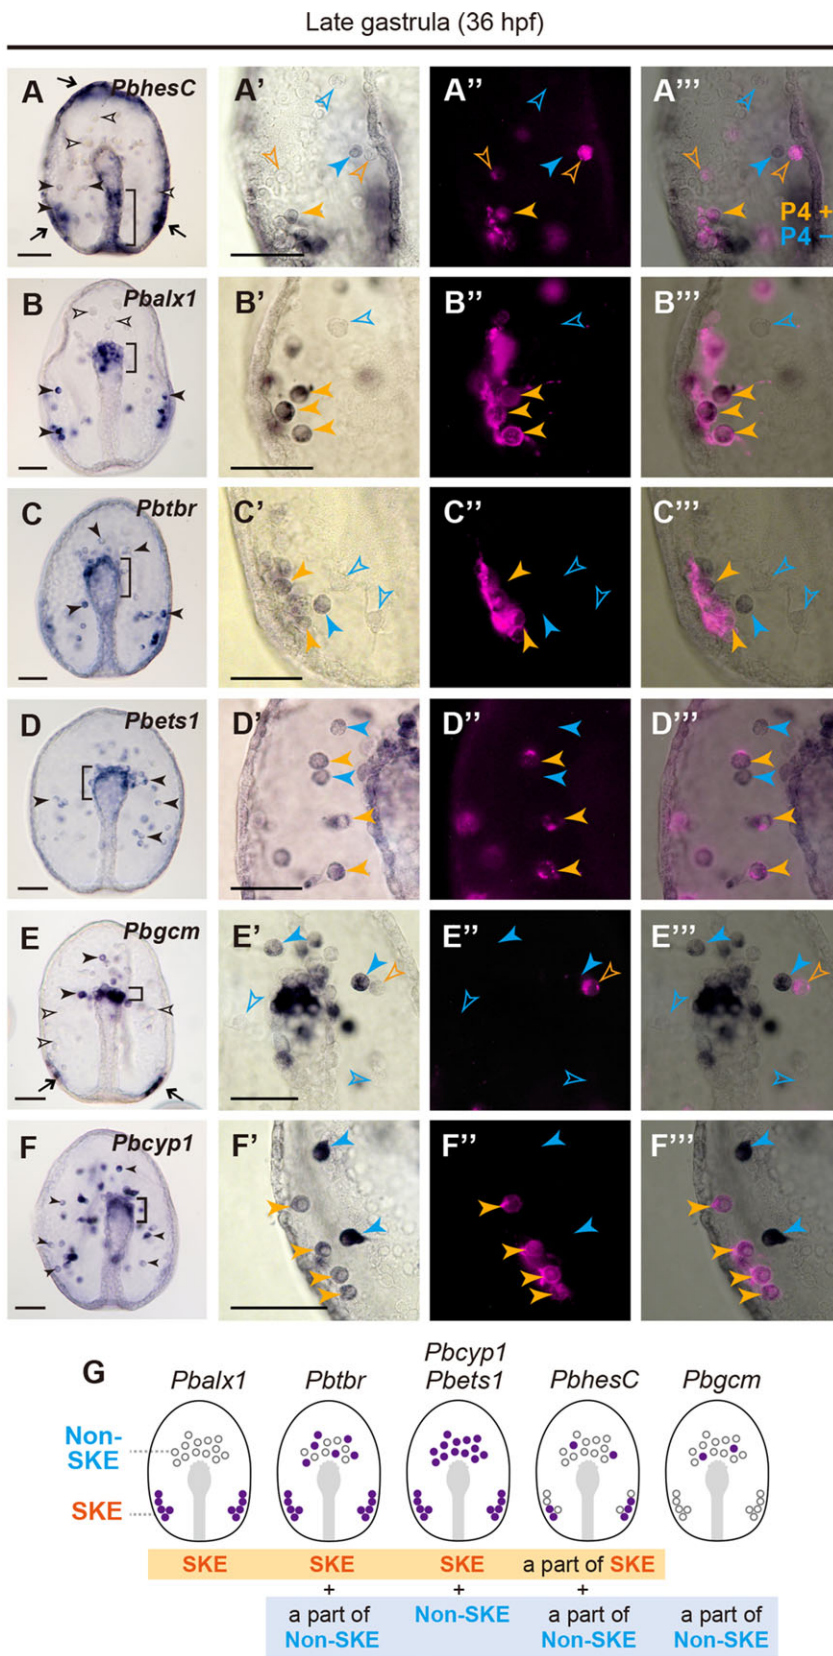 Late gastrula (36 hpf)
A PbhesC A' A'' A'''
P4 +
P4 −
B Pbalx1 B' B'' B'''
C Pbtbr C' C'' C'''
D Pbets1 D' D'' D'''
E Pbgcm E' E'' E'''
F Pbcyp1 F' F'' F'''
G
Pbcyp1
Pbalx1 Pbtbr Pbets1 PbhesC Pbgcm
Non-
SKE
SKE
SKE SKE SKE a part of SKE
+ + +
a part of Non-SKE a part of a part of
Non-SKE Non-SKE Non-SKE